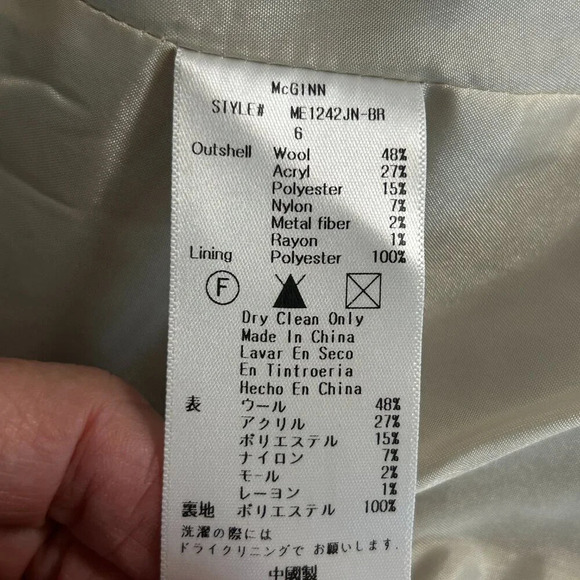 McGINN
STYLE# ME1242JN-BR
6
Outshell Wool 48%
Acryl 27%
Polyester 15%
Nylon 7%
Metal fiber 2%
Rayon 1%
Lining Polyester 100%
F
Dry Clean Only
Made In China
Lavar En Seco
En Tintroeria
Hecho En China
表 ウール 48%
アクリル 27%
ポリエステル 15%
ナイロン 7%
モール 2%
レーヨン 1%
裏地 ポリエステル 100%
洗濯の際には
ドライクリニングで お願いします.
中國製